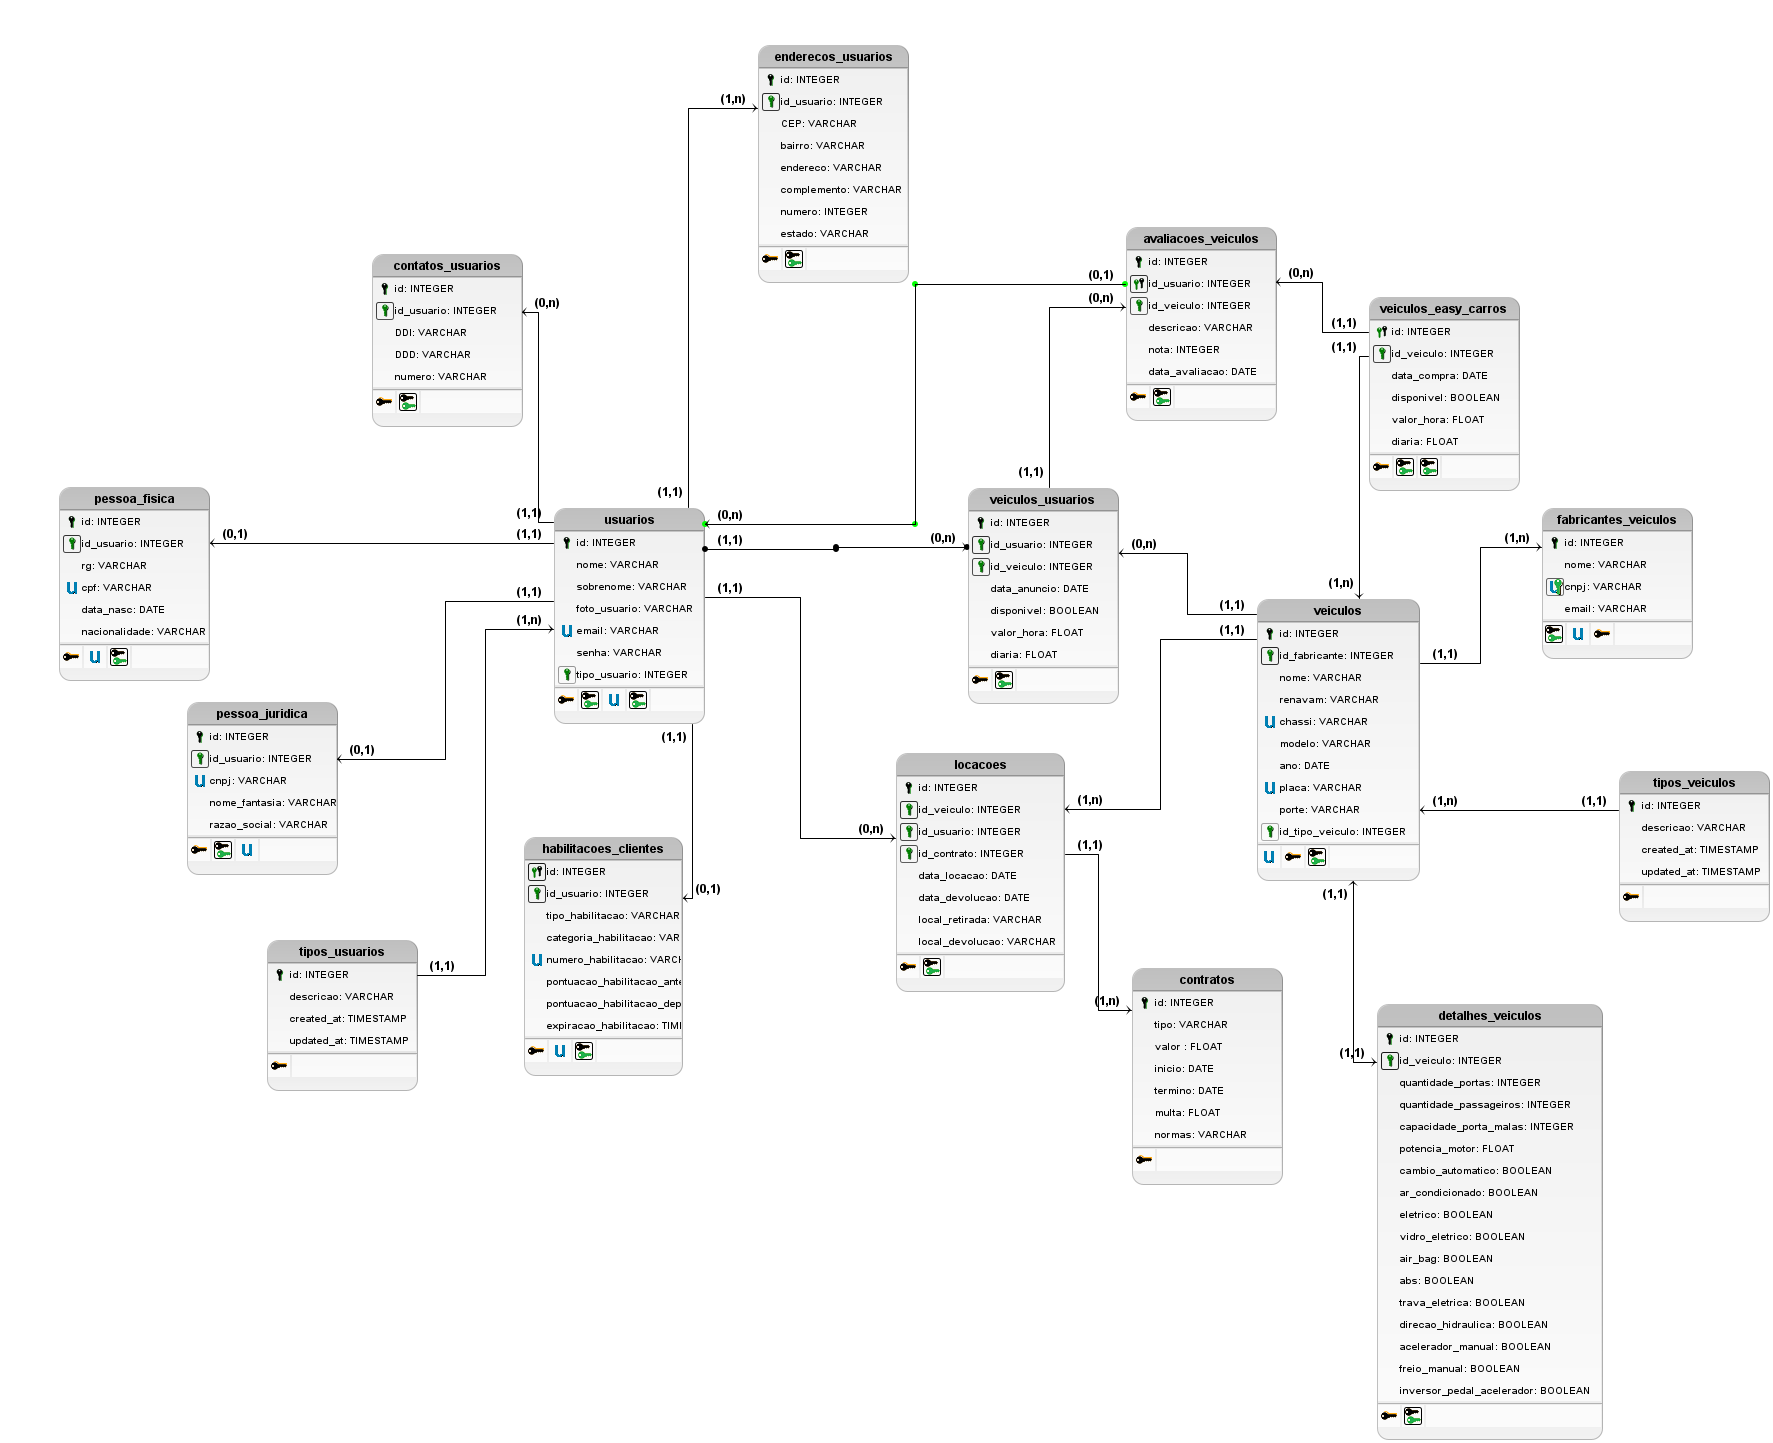 enderecos_usuarios
id: INTEGER
id_usuario: INTEGER
CEP: VARCHAR
bairro: VARCHAR
endereco: VARCHAR
complemento: VARCHAR
numero: INTEGER
estado: VARCHAR
(1,n)
(1,1)
contatos_usuarios
id: INTEGER
id_usuario: INTEGER
DDI: VARCHAR
DDD: VARCHAR
numero: VARCHAR
(0,n)
(1,1)
avaliacoes_veiculos
id: INTEGER
id_usuario: INTEGER
id_veiculo: INTEGER
descricao: VARCHAR
nota: INTEGER
data_avaliacao: DATE
(0,1)
(0,n)
(0,n)
(1,1)
(1,1)
(1,1)
veiculos_easy_carros
id: INTEGER
id_veiculo: INTEGER
data_compra: DATE
disponivel: BOOLEAN
valor_hora: FLOAT
diaria: FLOAT
pessoa_fisica
id: INTEGER
id_usuario: INTEGER
rg: VARCHAR
u cpf: VARCHAR
data_nasc: DATE
nacionalidade: VARCHAR
u
(0,1)
(1,1)
usuarios
id: INTEGER
nome: VARCHAR
sobrenome: VARCHAR
foto_usuario: VARCHAR
u email: VARCHAR
senha: VARCHAR
tipo_usuario: INTEGER
u
(0,n)
(1,1)
(0,n)
(1,1)
(1,1)
(1,n)
veiculos_usuarios
id: INTEGER
id_usuario: INTEGER
id_veiculo: INTEGER
data_anuncio: DATE
disponivel: BOOLEAN
valor_hora: FLOAT
diaria: FLOAT
(0,n)
(1,1)
(1,1)
(1,n)
fabricantes_veiculos
id: INTEGER
nome: VARCHAR
u cnpj: VARCHAR
email: VARCHAR
u
(1,n)
(1,1)
veiculos
id: INTEGER
id_fabricante: INTEGER
nome: VARCHAR
renavam: VARCHAR
u chassi: VARCHAR
modelo: VARCHAR
ano: DATE
u placa: VARCHAR
porte: VARCHAR
id_tipo_veiculo: INTEGER
u
(1,n)
(1,1)
(1,1)
pessoa_juridica
id: INTEGER
id_usuario: INTEGER
u cnpj: VARCHAR
nome_fantasia: VARCHAR
razao_social: VARCHAR
u
(0,1)
(1,1)
locacoes
id: INTEGER
id_veiculo: INTEGER
id_usuario: INTEGER
id_contrato: INTEGER
data_locacao: DATE
data_devolucao: DATE
local_retirada: VARCHAR
local_devolucao: VARCHAR
(0,n)
(1,n)
(1,1)
tipos_veiculos
id: INTEGER
descricao: VARCHAR
created_at: TIMESTAMP
updated_at: TIMESTAMP
habilitacoes_clientes
id: INTEGER
id_usuario: INTEGER
tipo_habilitacao: VARCHAR
categoria_habilitacao: VAR
u numero_habilitacao: VARCH
pontuacao_habilitacao_ante
pontuacao_habilitacao_dep
expiracao_habilitacao: TIMI
u
(0,1)
tipos_usuarios
id: INTEGER
descricao: VARCHAR
created_at: TIMESTAMP
updated_at: TIMESTAMP
(1,1)
contratos
id: INTEGER
tipo: VARCHAR
valor : FLOAT
inicio: DATE
termino: DATE
multa: FLOAT
normas: VARCHAR
(1,n)
detalhes_veiculos
id: INTEGER
id_veiculo: INTEGER
quantidade_portas: INTEGER
quantidade_passageiros: INTEGER
capacidade_porta_malas: INTEGER
potencia_motor: FLOAT
cambio_automatico: BOOLEAN
ar_condicionado: BOOLEAN
eletrico: BOOLEAN
vidro_eletrico: BOOLEAN
air_bag: BOOLEAN
abs: BOOLEAN
trava_eletrica: BOOLEAN
direcao_hidraulica: BOOLEAN
acelerador_manual: BOOLEAN
freio_manual: BOOLEAN
inversor_pedal_acelerador: BOOLEAN
(1,1)